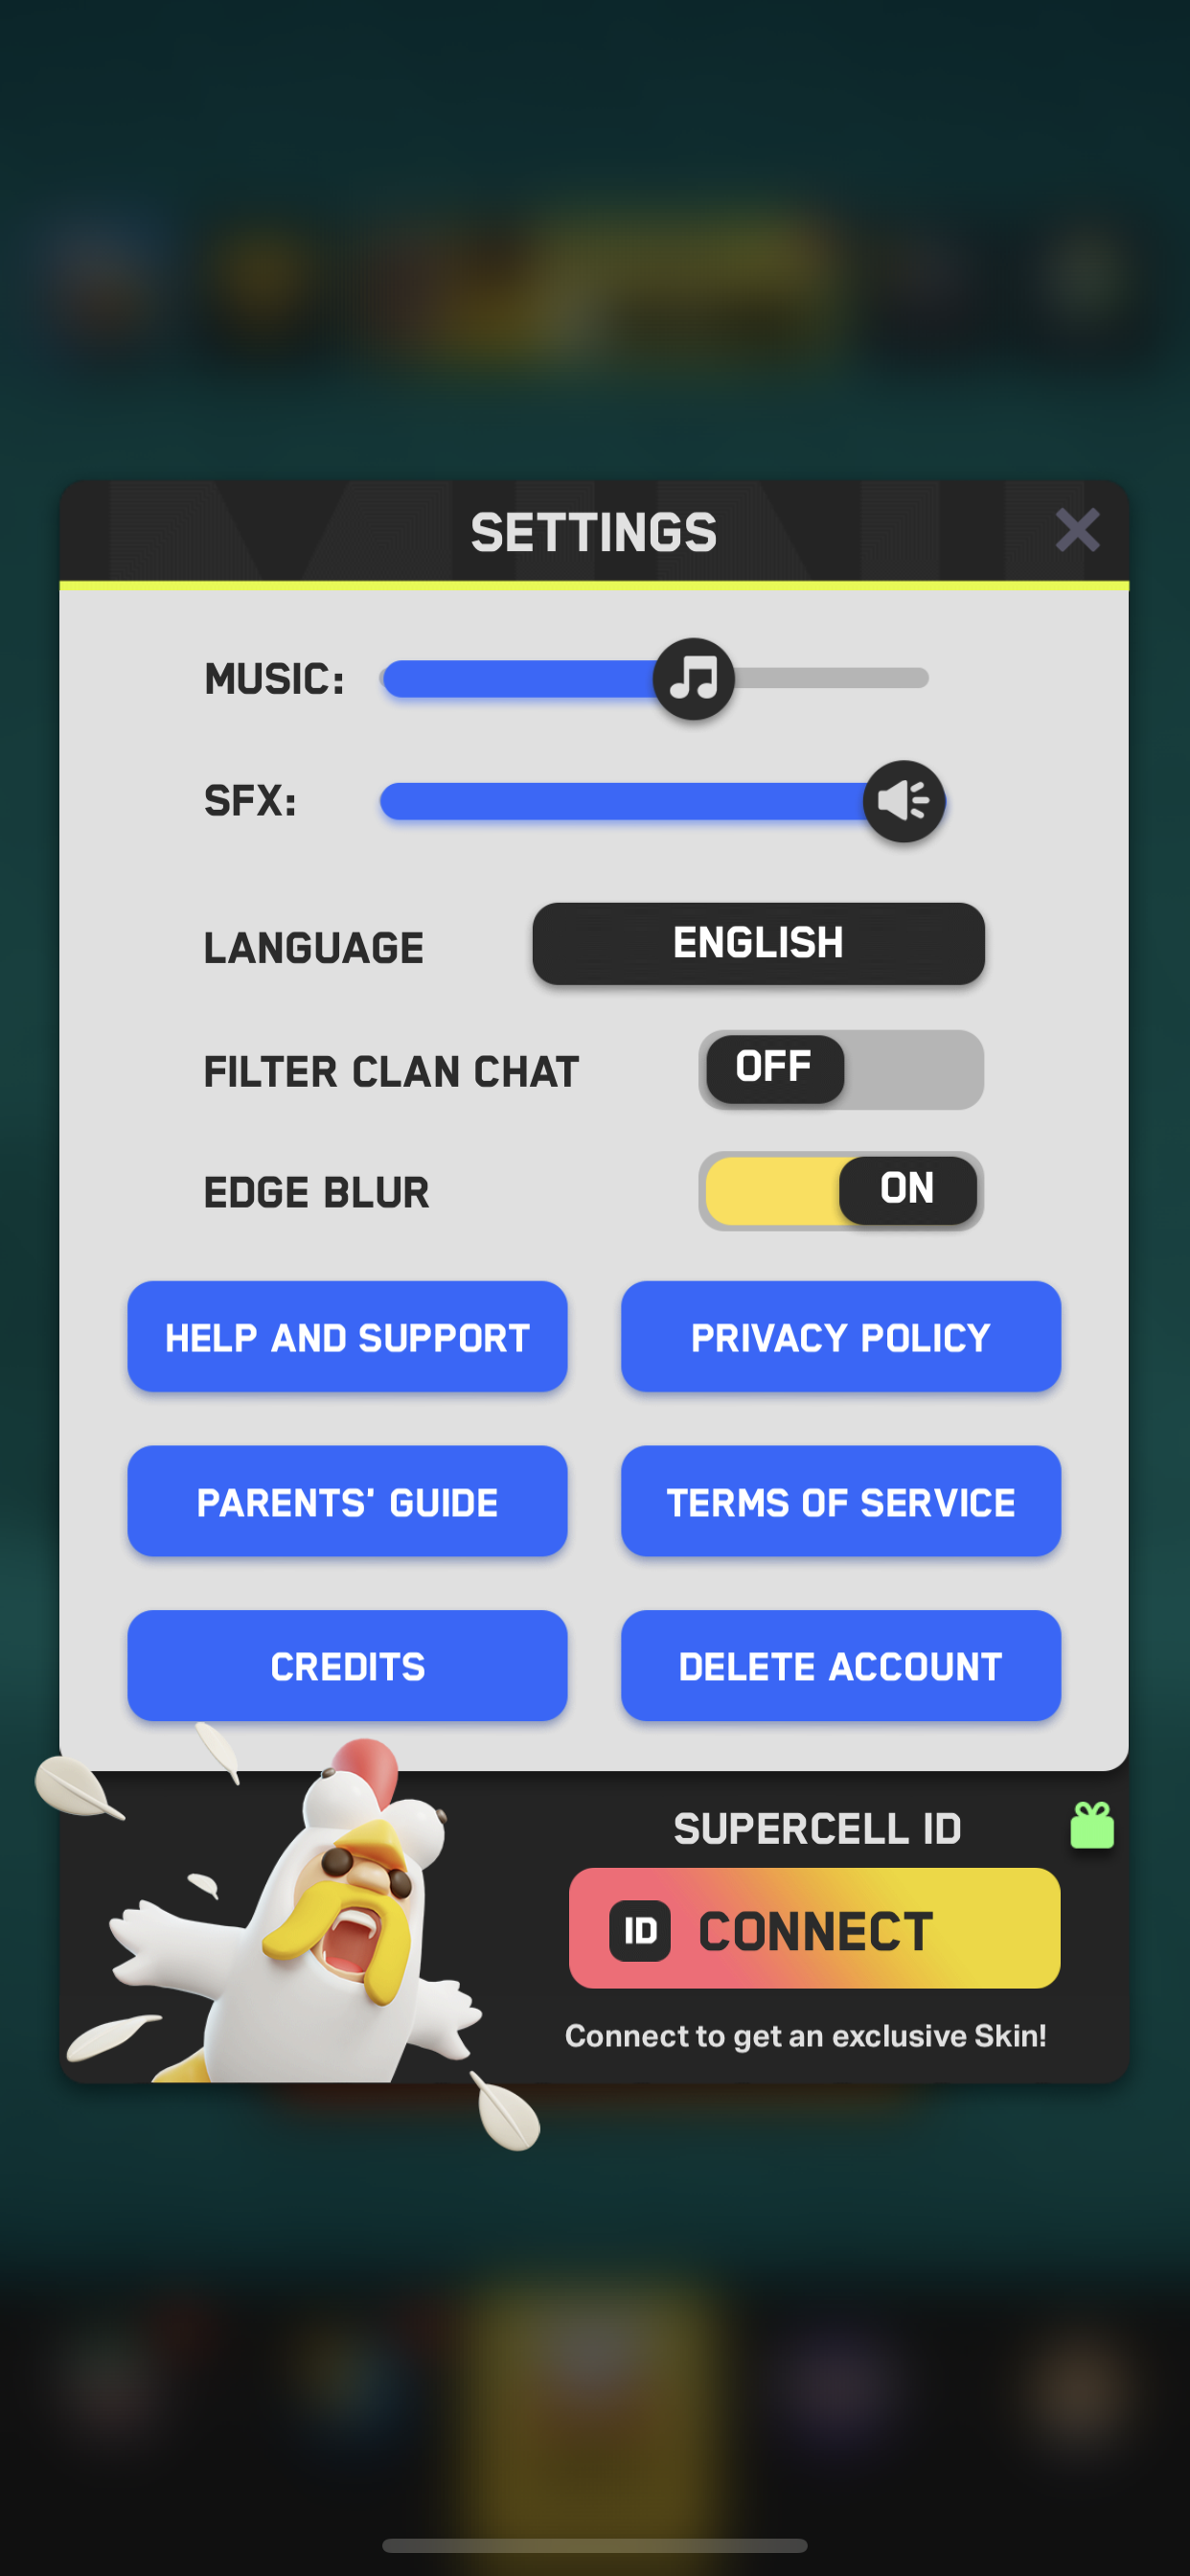 SETTINGS
MUSIC:
SFX:
LANGUAGE
ENGLISH
FILTER CLAN CHAT
OFF
EDGE BLUR
ON
HELP AND SUPPORT
PRIVACY POLICY
PARENTS' GUIDE
TERMS OF SERVICE
CREDITS
DELETE ACCOUNT
SUPERCELL ID
ID CONNECT
Connect to get an exclusive Skin!